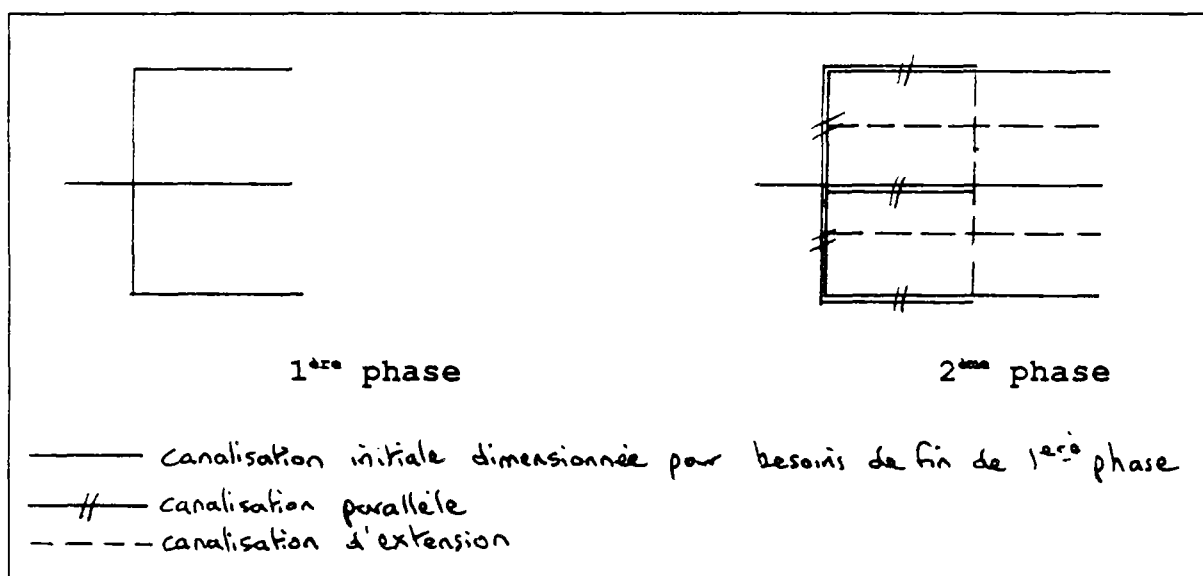 1ère phase
2ème phase
canalisation initiale dimensionnée pour besoins de fin de 1ère phase
canalisation parallèle
canalisation d'extension